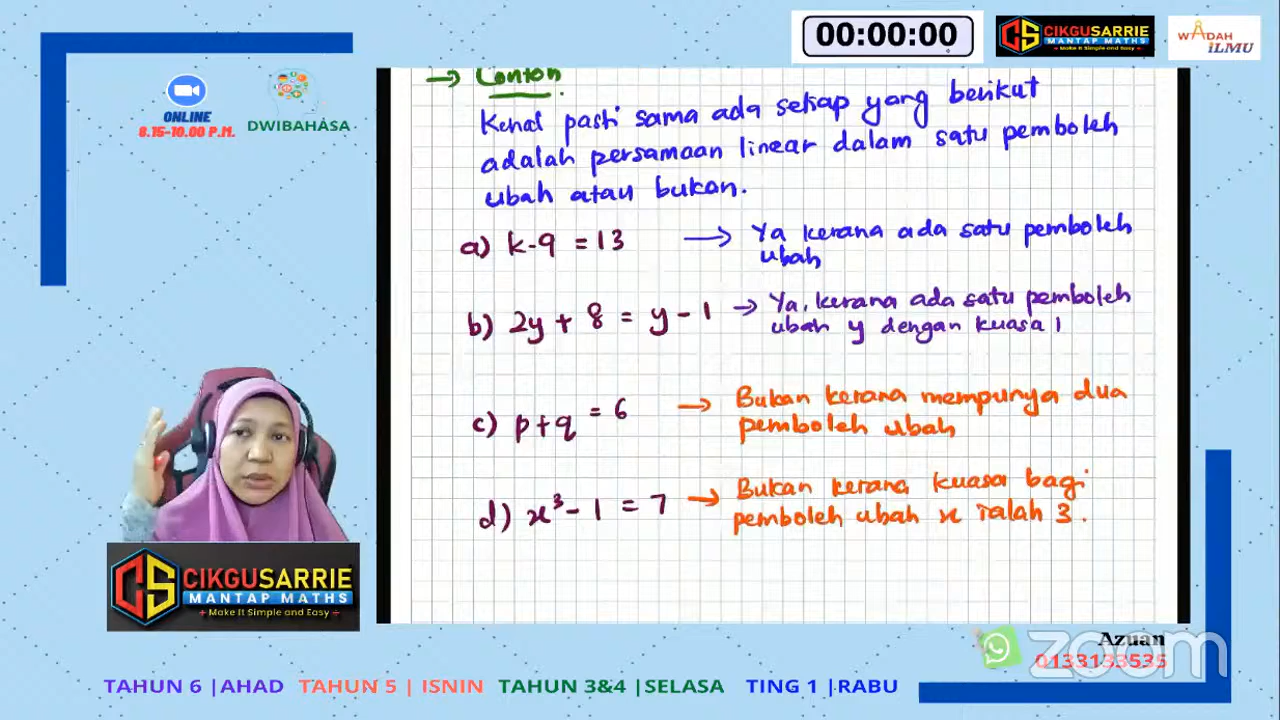 00:00:00
CS CIKGUSARRIE
MANTAP MATHS
Make It Simple and Easy
WADAH
ILMU
ONLINE
8.15-10.00 P.M.
DWIBAHASA
→ Contoh
Kenal pasti sama ada setiap yang berikut
adalah persamaan linear dalam satu pemboleh
ubah atau bukan.
a) k-9 = 13 → Ya kerana ada satu pemboleh
ubah
b) 2y + 8 = y - 1 → Ya, kerana ada satu pemboleh
ubah y dengan kuasa 1
c) p+q = 6 → Bukan kerana mempunya dua
pemboleh ubah
d) x³ - 1 = 7 → Bukan kerana kuasa bagi
pemboleh ubah x ialah 3.
CS CIKGUSARRIE
MANTAP MATHS
+ Make It Simple and Easy +
Azuan
0133133535
zoom
TAHUN 6 |AHAD TAHUN 5 | ISNIN TAHUN 3&4 |SELASA TING 1 |RABU